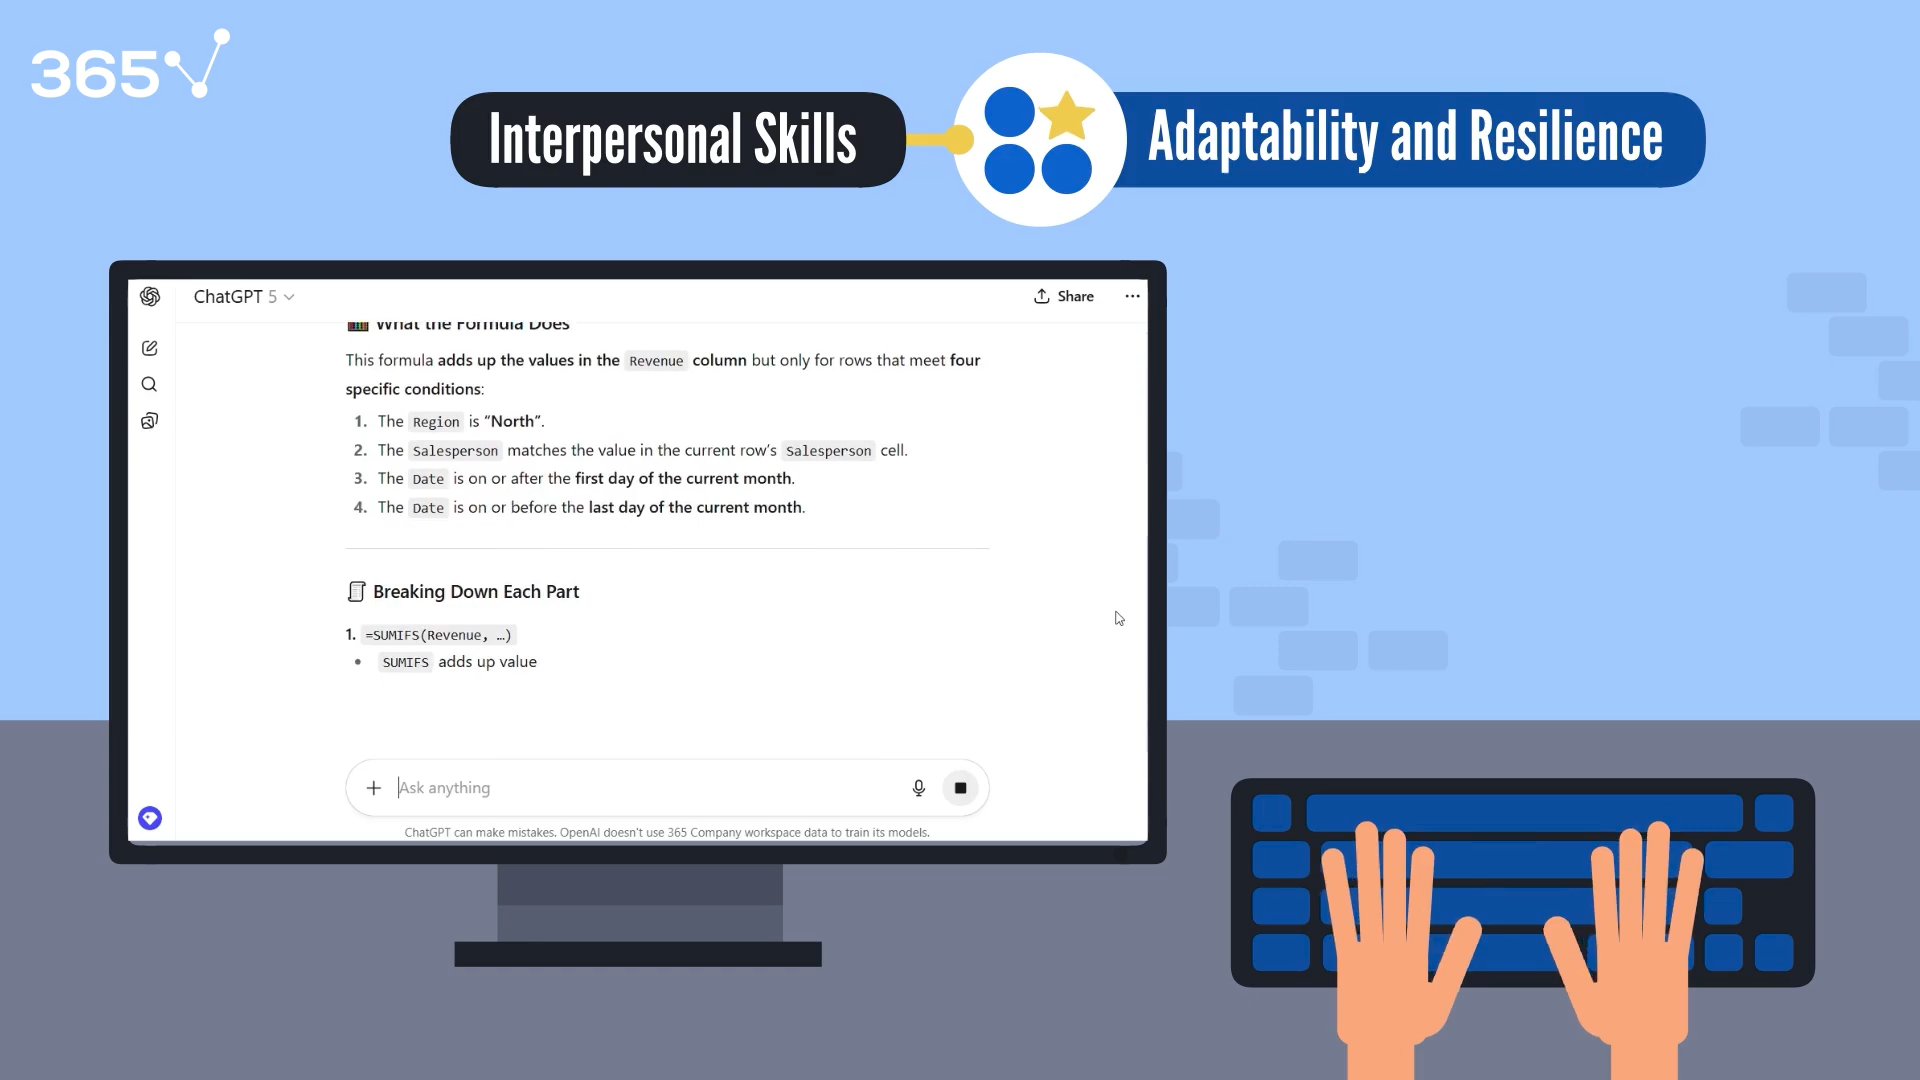 365
Interpersonal Skills
Adaptability and Resilience
ChatGPT 5
Share
What the Formula Does
This formula adds up the values in the Revenue column but only for rows that meet four
specific conditions:
1. The Region is “North”.
2. The Salesperson matches the value in the current row’s Salesperson cell.
3. The Date is on or after the first day of the current month.
4. The Date is on or before the last day of the current month.
Breaking Down Each Part
1. =SUMIFS(Revenue, …)
• SUMIFS adds up value
Ask anything
ChatGPT can make mistakes. OpenAI doesn't use 365 Company workspace data to train its models.